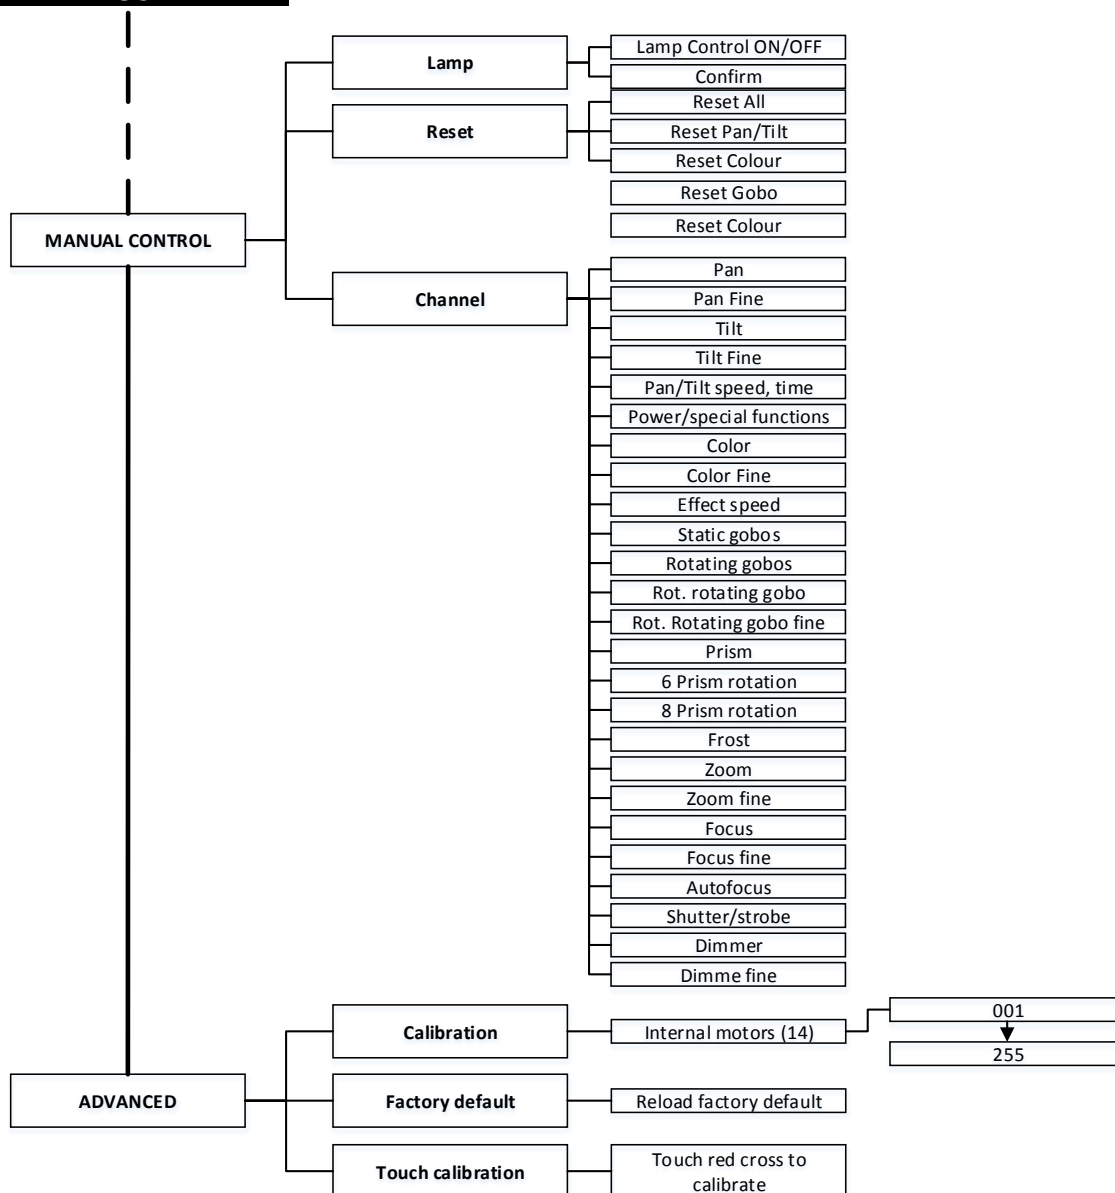 Lamp
Lamp Control ON/OFF
Confirm
Reset
Reset All
Reset Pan/Tilt
Reset Colour
Reset Gobo
Reset Colour
MANUAL CONTROL
Channel
Pan
Pan Fine
Tilt
Tilt Fine
Pan/Tilt speed, time
Power/special functions
Color
Color Fine
Effect speed
Static gobos
Rotating gobos
Rot. rotating gobo
Rot. Rotating gobo fine
Prism
6 Prism rotation
8 Prism rotation
Frost
Zoom
Zoom fine
Focus
Focus fine
Autofocus
Shutter/strobe
Dimmer
Dimme fine
Calibration
Internal motors (14)
001
255
ADVANCED
Factory default
Reload factory default
Touch calibration
Touch red cross to
calibrate